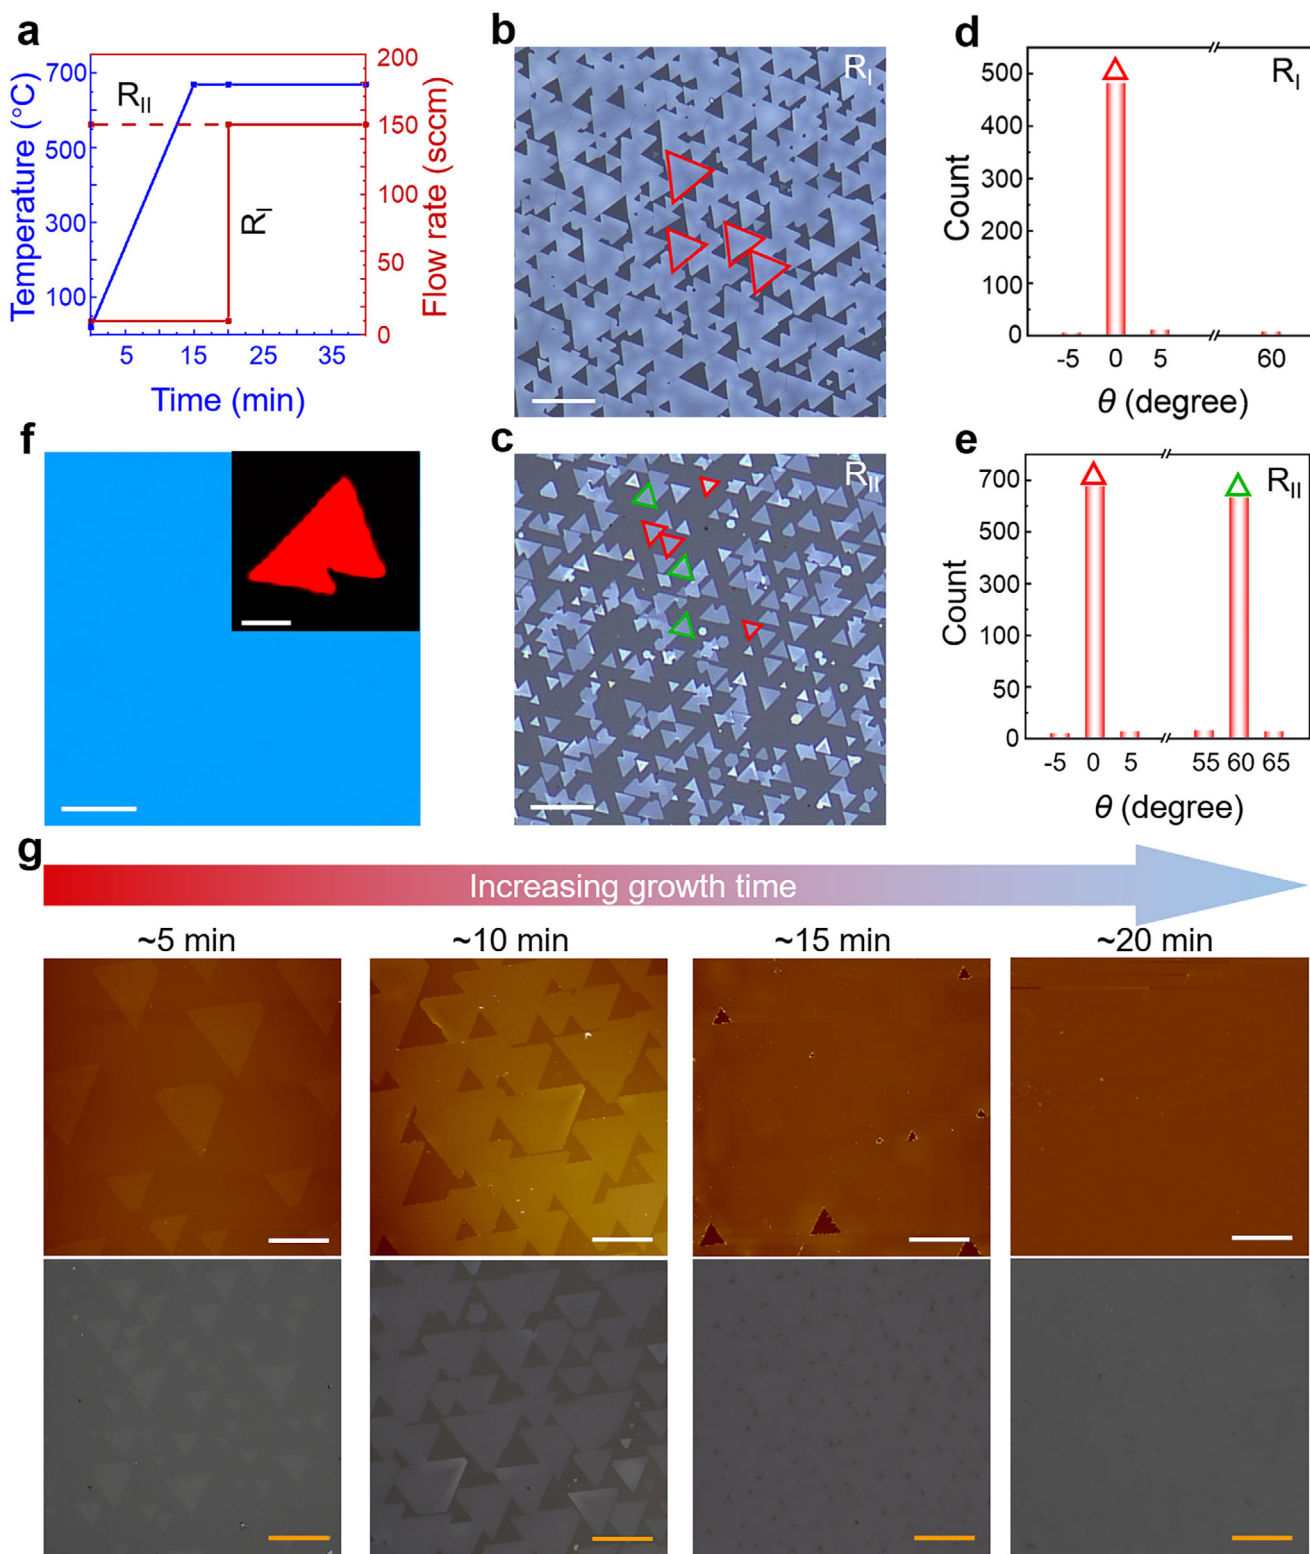 a
Temperature (°C)
700
500
300
100
R_II
R_I
200
150
100
50
0
Flow rate (sccm)
5
15
25
35
Time (min)
b
R_I
d
R_I
Count
500
400
300
200
100
0
-5
0
5
60
θ (degree)
f
c
R_II
e
R_II
Count
700
500
300
100
50
0
-5
0
5
55
60
65
θ (degree)
g
Increasing growth time
~5 min
~10 min
~15 min
~20 min